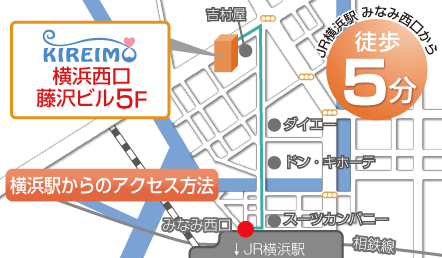 KIREIMO
横浜西口
藤沢ビル5F
吉村屋
JR横浜駅 みなみ西口から
徒歩
5分
ダイエー
ドン・キホーテ
横浜駅からのアクセス方法
みなみ西口
スーツカンパニー
↓JR横浜駅
相鉄線